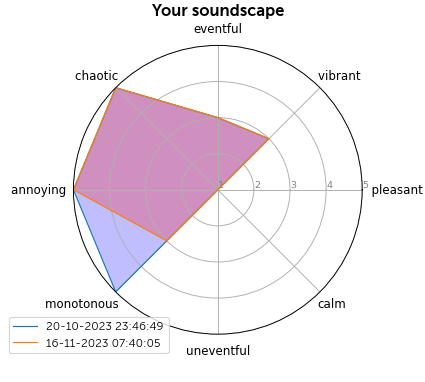 Your soundscape
eventful
chaotic
vibrant
annoying
1 2 3 4 5
pleasant
monotonous
calm
20-10-2023 23:46:49
16-11-2023 07:40:05
uneventful